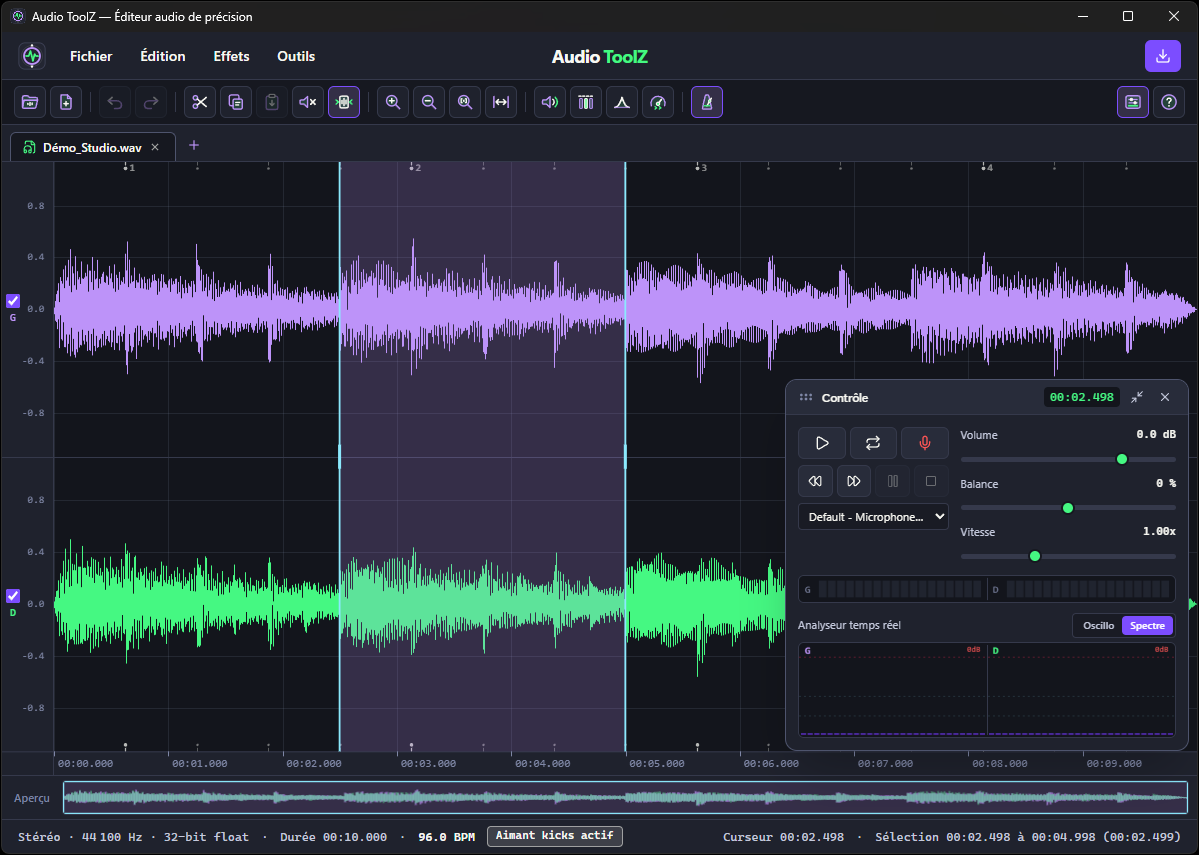 Audio ToolZ — Éditeur audio de précision
Fichier Édition Effets Outils
Audio ToolZ
Démo_Studio.wav
1 2 3 4
0.8
0.4
0.0
-0.4
-0.8
G
0.8
0.4
0.0
-0.4
-0.8
D
Contrôle 00:02.498
Volume 0.0 dB
Balance 0 %
Default - Microphone...
Vitesse 1.00x
G D
Analyseur temps réel Oscillo Spectre
G 0dB D 0dB
00:00.000 00:01.000 00:02.000 00:03.000 00:04.000 00:05.000 00:06.000 00:07.000 00:08.000 00:09.000
Aperçu
Stéréo · 44 100 Hz · 32-bit float · Durée 00:10.000 · 96.0 BPM Aimant kicks actif Curseur 00:02.498 · Sélection 00:02.498 à 00:04.998 (00:02.499)